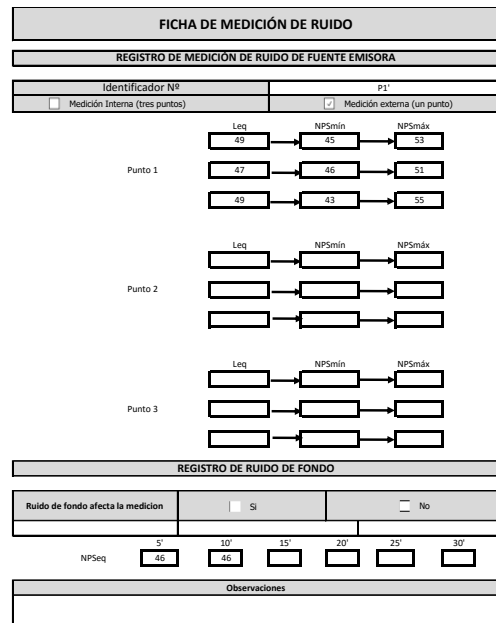 FICHA DE MEDICIÓN DE RUIDO
REGISTRO DE MEDICIÓN DE RUIDO DE FUENTE EMISORA
Identificador Nº P1'
Medición Interna (tres puntos) Medición externa (un punto)
Leq NPSmín NPSmáx
49 45 53
Punto 1 47 46 51
49 43 55
Leq NPSmín NPSmáx
Punto 2
Leq NPSmín NPSmáx
Punto 3
REGISTRO DE RUIDO DE FONDO
Ruido de fondo afecta la medicion Si No
5' 10' 15' 20' 25' 30'
NPSeq 46 46
Observaciones